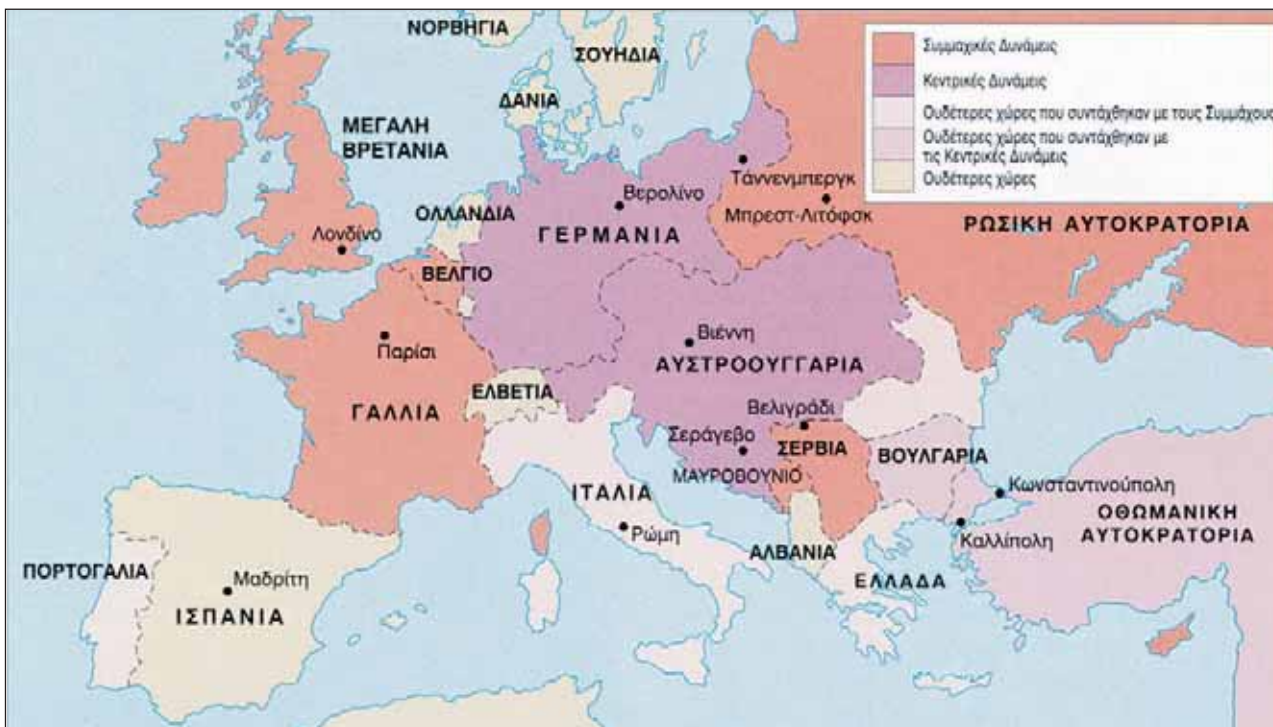 ΝΟΡΒΗΓΙΑ
ΣΟΥΗΔΙΑ
ΔΑΝΙΑ
ΜΕΓΑΛΗ
ΒΡΕΤΑΝΙΑ
Συμμαχικές Δυνάμεις
Κεντρικές Δυνάμεις
Ουδέτερες χώρες που συντάχθηκαν με τους Συμμάχους
Ουδέτερες χώρες που συντάχθηκαν με
τις Κεντρικές Δυνάμεις
Ουδέτερες χώρες
Τάννενμπεργκ
Μπρεστ-Λιτόφσκ
ΡΩΣΙΚΗ ΑΥΤΟΚΡΑΤΟΡΙΑ
Βερολίνο
ΓΕΡΜΑΝΙΑ
ΟΛΛΑΝΔΙΑ
Λονδίνο
ΒΕΛΓΙΟ
Παρίσι
ΓΑΛΛΙΑ
ΕΛΒΕΤΙΑ
Βιέννη
ΑΥΣΤΡΟΟΥΓΓΑΡΙΑ
Βελιγράδι
Σεράγεβο
ΣΕΡΒΙΑ
ΜΑΥΡΟΒΟΥΝΙΟ
ΒΟΥΛΓΑΡΙΑ
Κωνσταντινούπολη
ΟΘΩΜΑΝΙΚΗ
ΑΥΤΟΚΡΑΤΟΡΙΑ
Καλλίπολη
ΙΤΑΛΙΑ
Ρώμη
ΑΛΒΑΝΙΑ
ΕΛΛΑΔΑ
ΠΟΡΤΟΓΑΛΙΑ
Μαδρίτη
ΙΣΠΑΝΙΑ